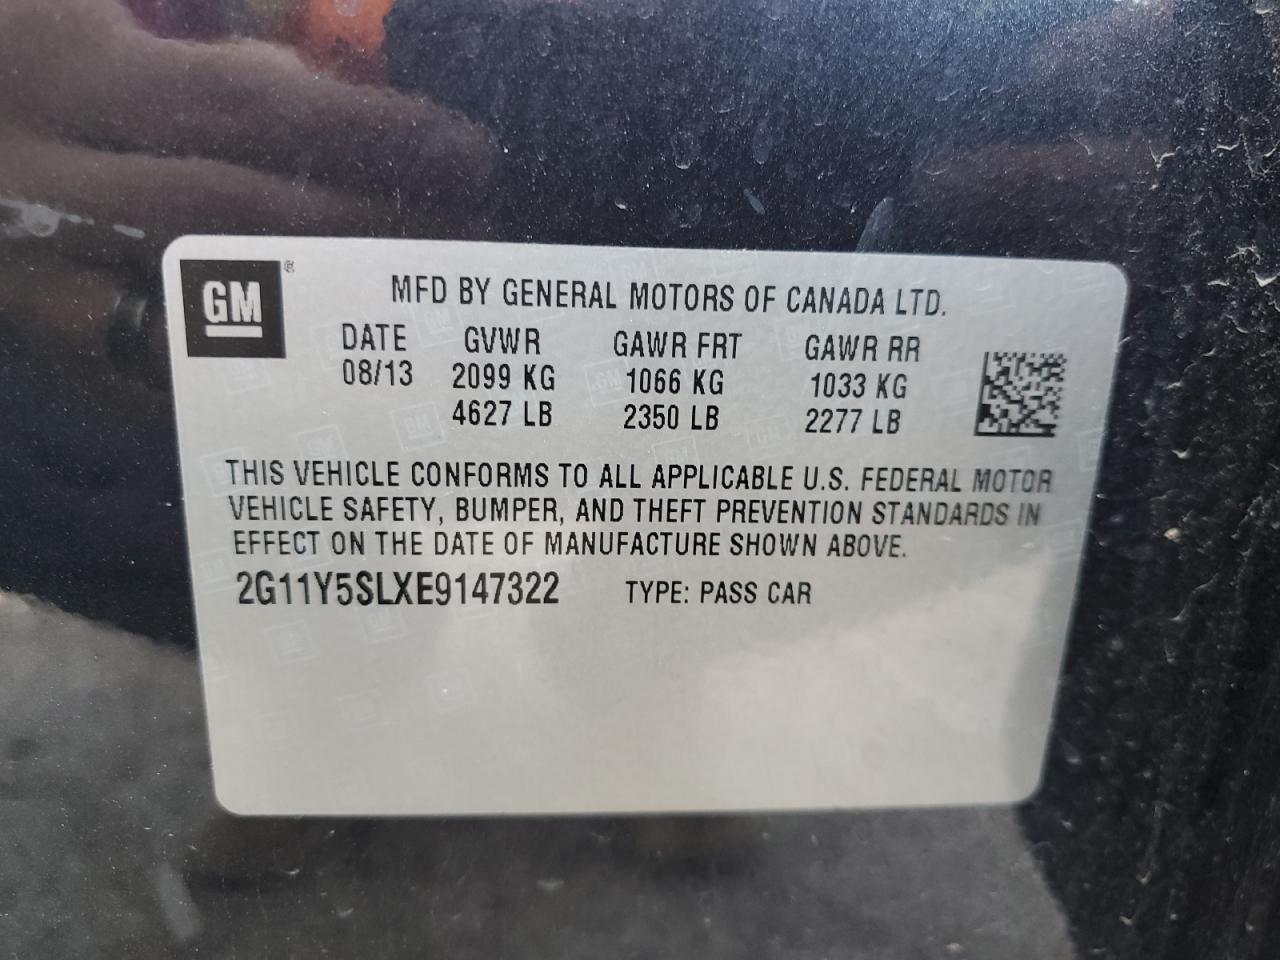 GM
MFD BY GENERAL MOTORS OF CANADA LTD.
DATE GVWR GAWR FRT GAWR RR
08/13 2099 KG 1066 KG 1033 KG
4627 LB 2350 LB 2277 LB
THIS VEHICLE CONFORMS TO ALL APPLICABLE U.S. FEDERAL MOTOR
VEHICLE SAFETY, BUMPER, AND THEFT PREVENTION STANDARDS IN
EFFECT ON THE DATE OF MANUFACTURE SHOWN ABOVE.
2G11Y5SLXE9147322 TYPE: PASS CAR